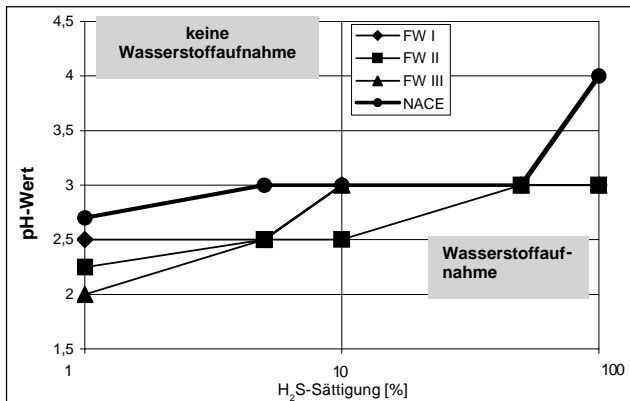 4,5
keine
Wasserstoffaufnahme
FW I
FW II
FW III
NACE
4
3,5
pH-Wert
3
2,5
Wasserstoffauf-
nahme
2
1,5
1
10
100
H₂S-Sättigung [%]